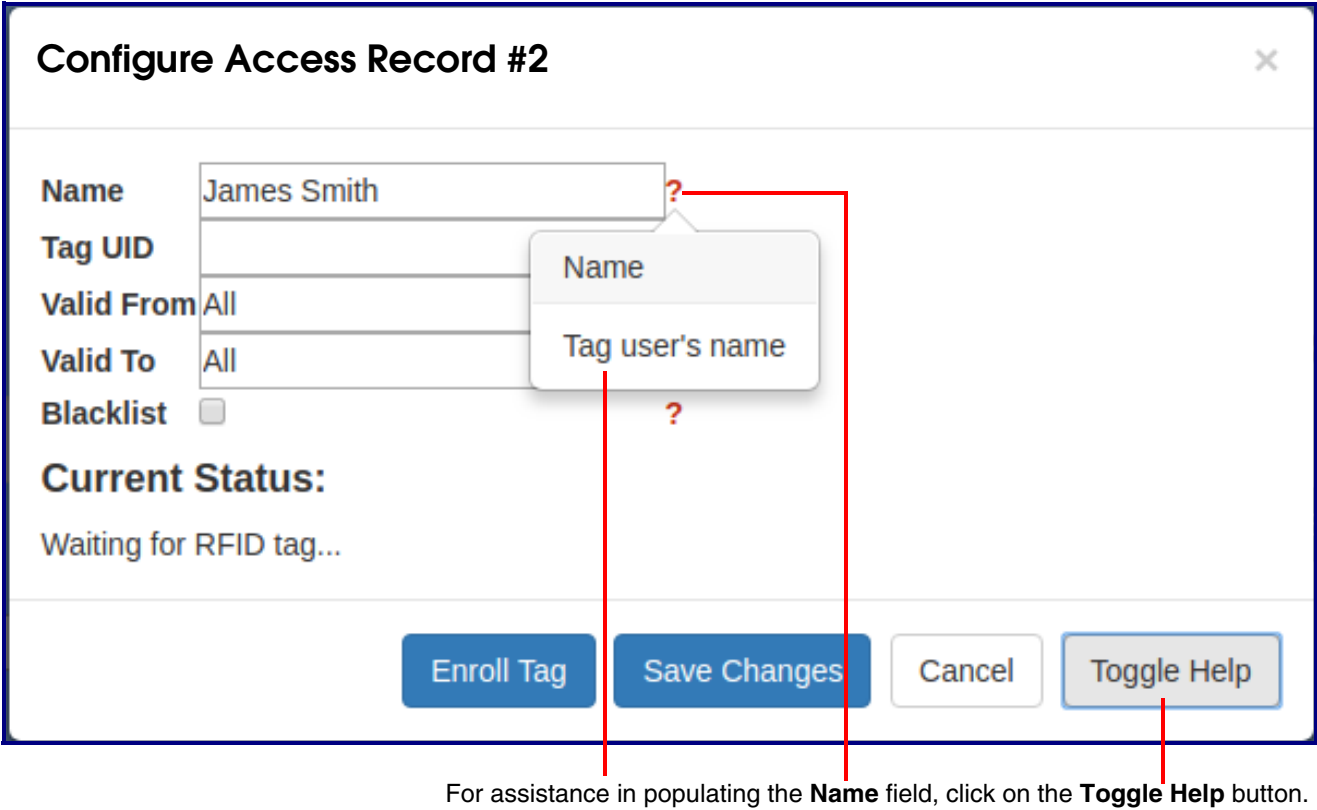 Configure Access Record #2
×
Name James Smith ?
Tag UID
Name
Valid From All
Tag user's name
Valid To All
Blacklist ?
Current Status:
Waiting for RFID tag...
Enroll Tag Save Changes Cancel Toggle Help
For assistance in populating the Name field, click on the Toggle Help button.